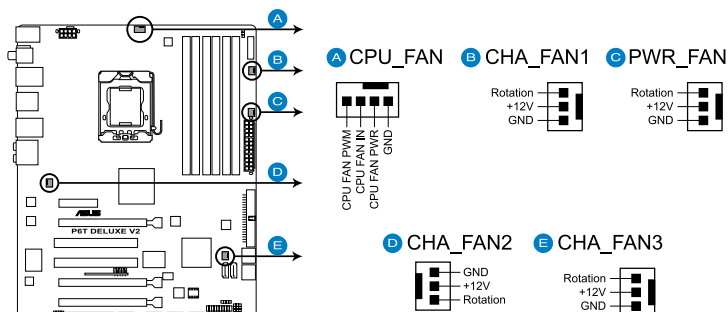 A
B
C
D
E
/ISUS
P6T DELUXE V2
A CPU_FAN
CPU FAN PWM
CPU FAN IN
CPU FAN PWR
GND
B CHA_FAN1
Rotation
+12V
GND
C PWR_FAN
Rotation
+12V
GND
D CHA_FAN2
GND
+12V
Rotation
E CHA_FAN3
Rotation
+12V
GND